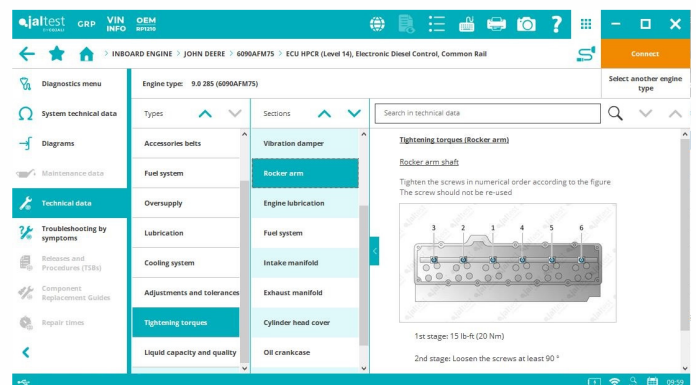 jaltest GRP VIN INFO OEM RP1210
?
> INBOARD ENGINE > JOHN DEERE > 6090AFM75 > ECU HPCR (Level 14), Electronic Diesel Control, Common Rail
Connect
Diagnostics menu
Engine type: 9.0 285 (6090AFM75)
Select another engine type
System technical data
Types
Sections
Search in technical data
Diagrams
Accessories belts
Vibration damper
Tightening torques (Rocker arm)
Maintenance data
Fuel system
Rocker arm
Rocker arm shaft
Tighten the screws in numerical order according to the figure
The screw should not be re-used
Technical data
Oversupply
Engine lubrication
Troubleshooting by symptoms
Lubrication
Fuel system
3 2 1 4 5 6
Releases and Procedures (TSBs)
Cooling system
Intake manifold
Component Replacement Guides
Adjustments and tolerances
Exhaust manifold
Repair times
Tightening torques
Cylinder head cover
1st stage: 15 lb-ft (20 Nm)
Liquid capacity and quality
Oil crankcase
2nd stage: Loosen the screws at least 90 °
09:59